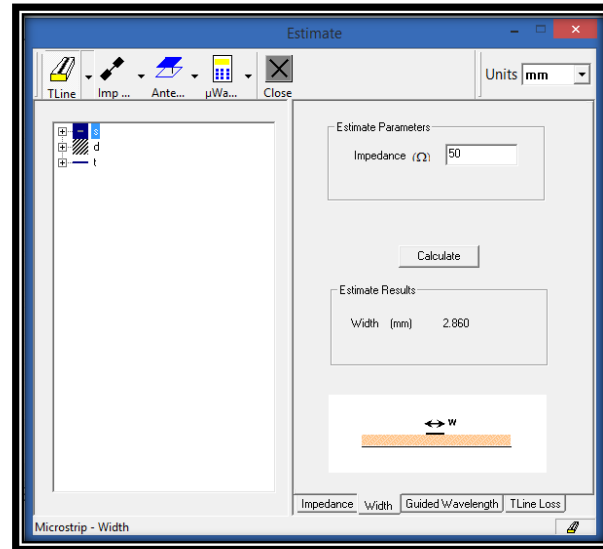 Estimate
TLine
Imp ...
Ante...
µWa...
Close
Units mm
s
d
t
Estimate Parameters
Impedance (Ω) 50
Calculate
Estimate Results
Width (mm) 2.860
w
Impedance Width Guided Wavelength TLine Loss
Microstrip - Width